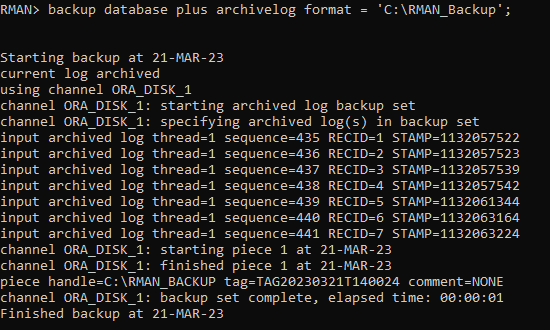 RMAN> backup database plus archivelog format = 'C:\RMAN_Backup';
Starting backup at 21-MAR-23
current log archived
using channel ORA_DISK_1
channel ORA_DISK_1: starting archived log backup set
channel ORA_DISK_1: specifying archived log(s) in backup set
input archived log thread=1 sequence=435 RECID=1 STAMP=1132057522
input archived log thread=1 sequence=436 RECID=2 STAMP=1132057523
input archived log thread=1 sequence=437 RECID=3 STAMP=1132057539
input archived log thread=1 sequence=438 RECID=4 STAMP=1132057542
input archived log thread=1 sequence=439 RECID=5 STAMP=1132061344
input archived log thread=1 sequence=440 RECID=6 STAMP=1132063164
input archived log thread=1 sequence=441 RECID=7 STAMP=1132063224
channel ORA_DISK_1: starting piece 1 at 21-MAR-23
channel ORA_DISK_1: finished piece 1 at 21-MAR-23
piece handle=C:\RMAN_BACKUP tag=TAG20230321T140024 comment=NONE
channel ORA_DISK_1: backup set complete, elapsed time: 00:00:01
Finished backup at 21-MAR-23